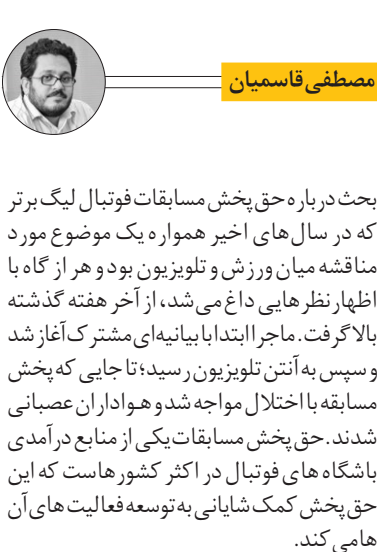 مصطفی قاسمیان
بحث درباره حق پخش مسابقات فوتبال لیگ برتر
که در سال‌های اخیر همواره یک موضوع مورد
مناقشه میان ورزش و تلویزیون بود و هر از گاه با
اظهارنظرهایی داغ می‌شد، از آخر هفته گذشته
بالا گرفت. ماجرا ابتدا با بیانیه‌ای مشترک آغاز شد
و سپس به آنتن تلویزیون رسید؛ تا جایی که پخش
مسابقه با اختلال مواجه شد و هواداران عصبانی
شدند. حق پخش مسابقات یکی از منابع درآمدی
باشگاه های فوتبال در اکثر کشورهاست که این
حق پخش کمک شایانی به توسعه فعالیت های آن
ها می کند.